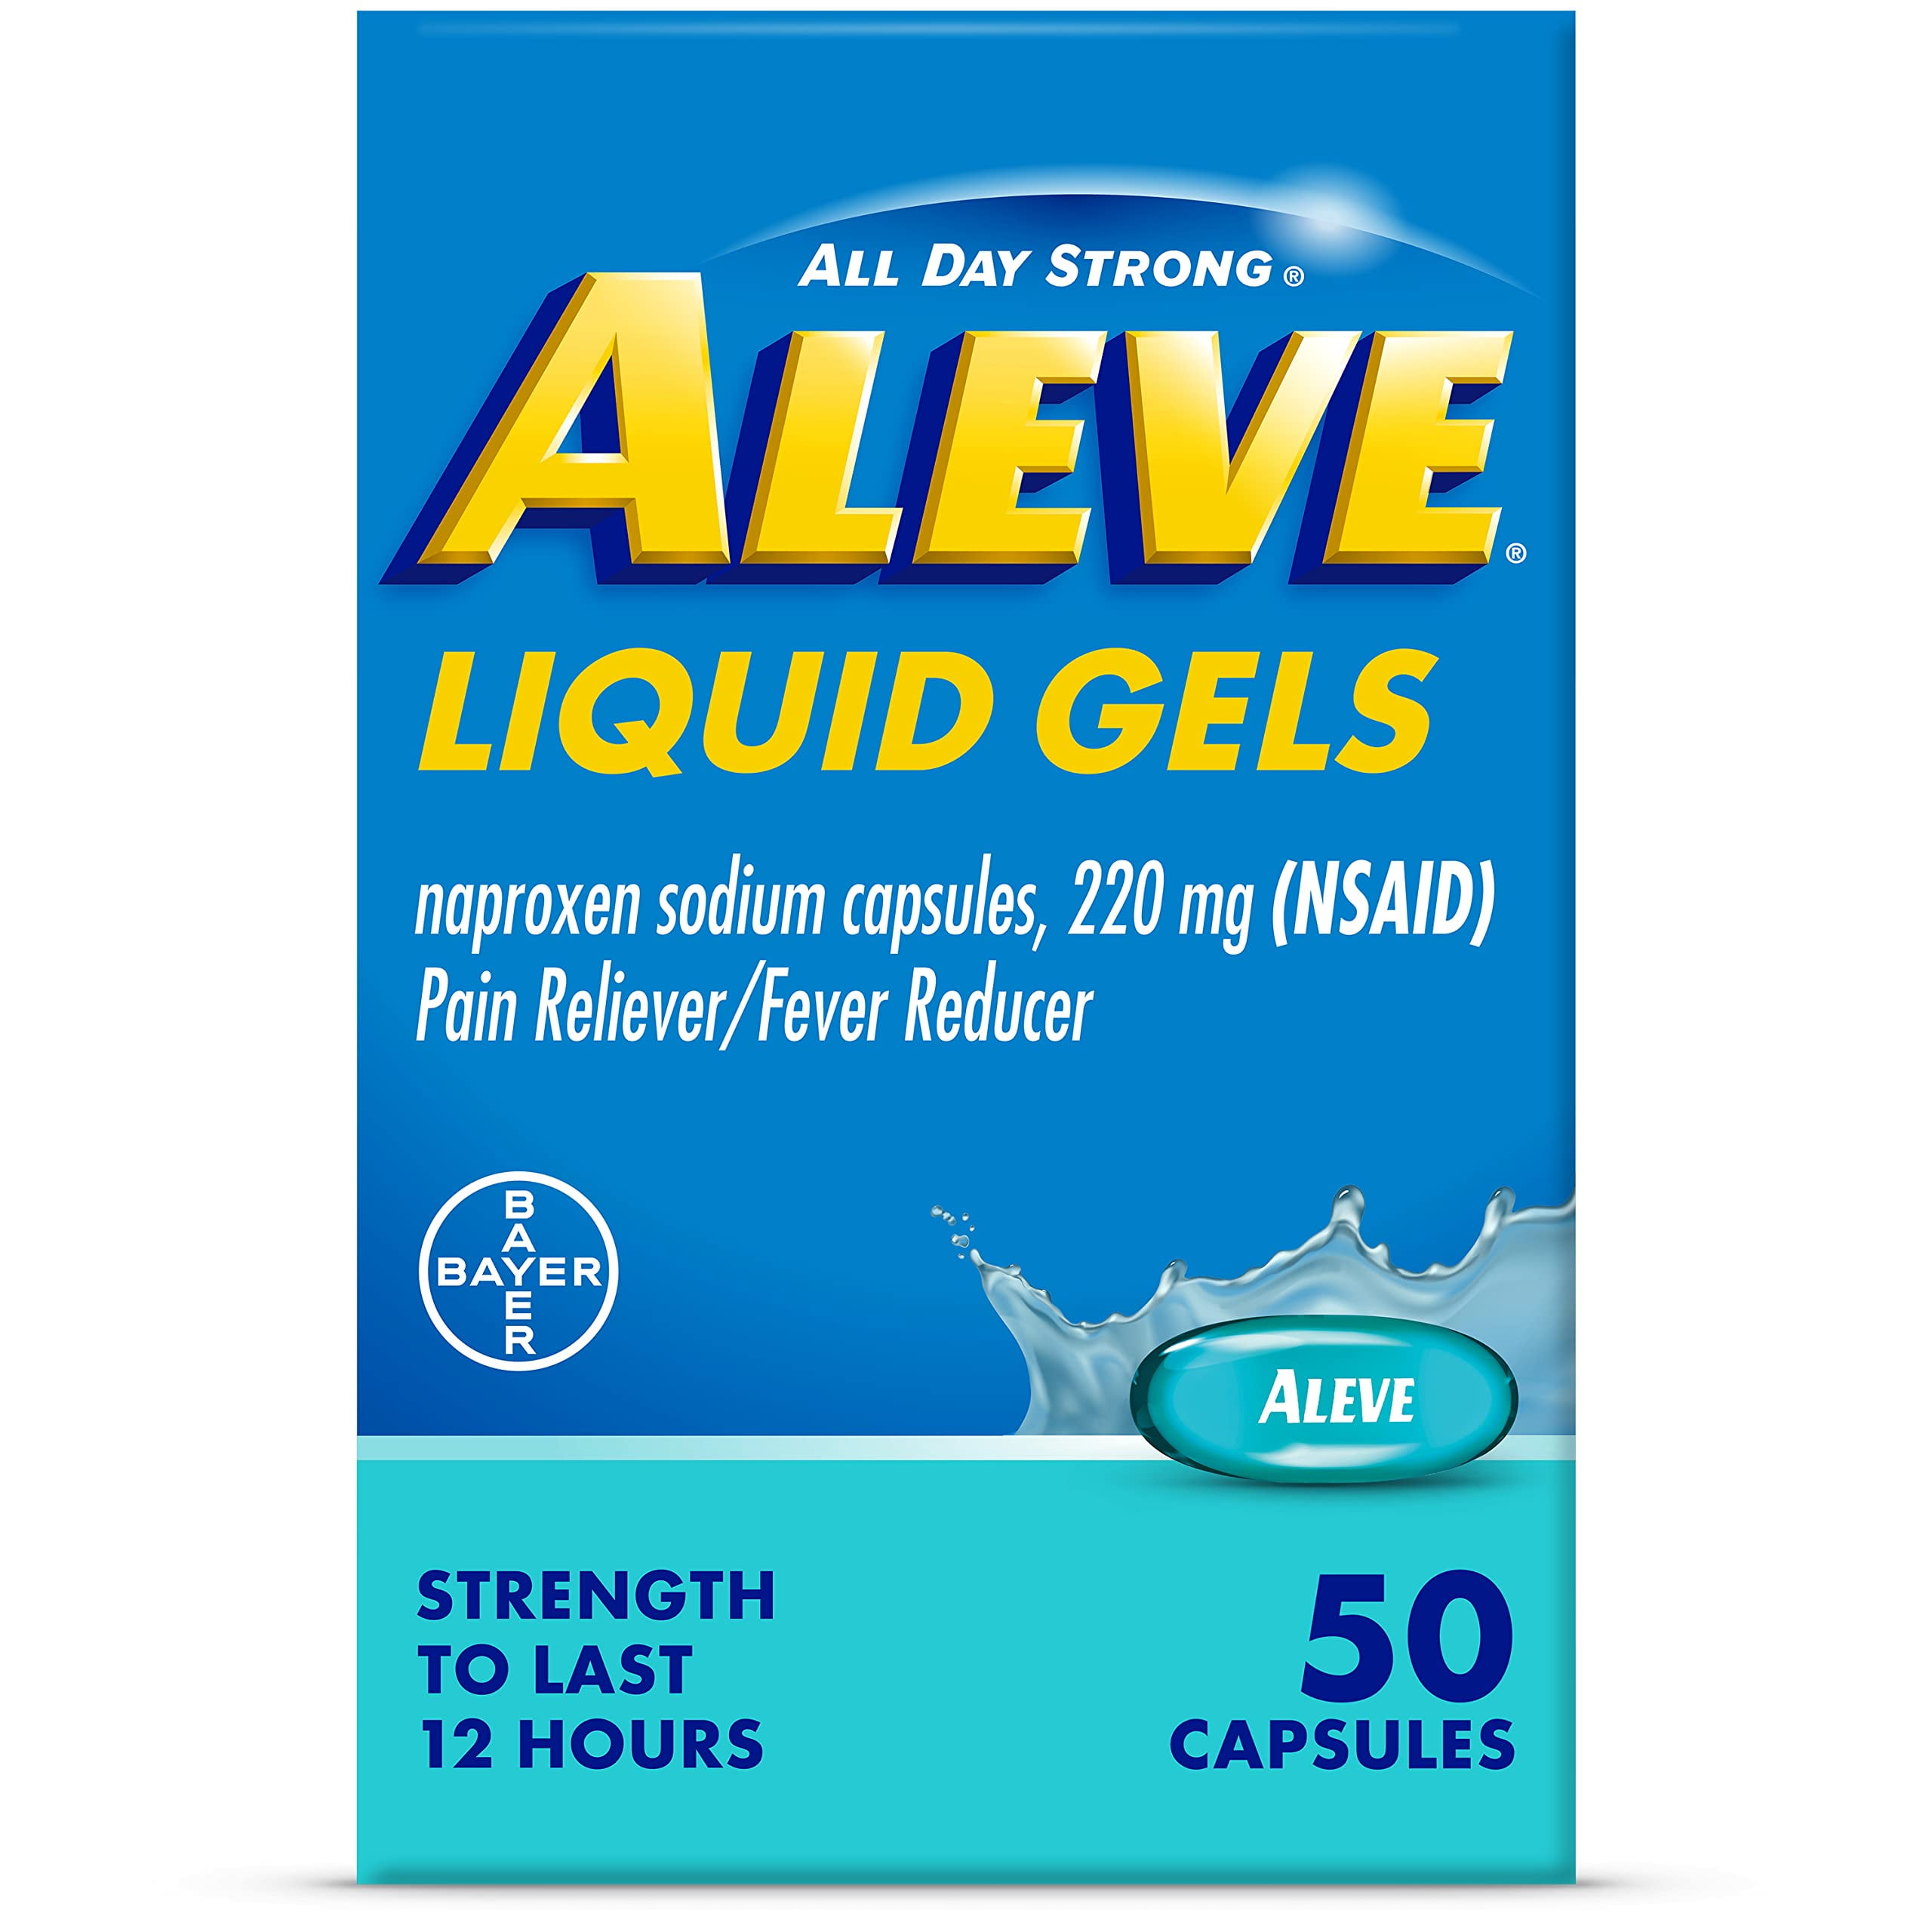 ALL DAY STRONG®
ALEVE®
LIQUID GELS
naproxen sodium capsules, 220 mg (NSAID)
Pain Reliever/Fever Reducer
BAYER
BAYER
ALEVE
STRENGTH
TO LAST
12 HOURS
50
CAPSULES